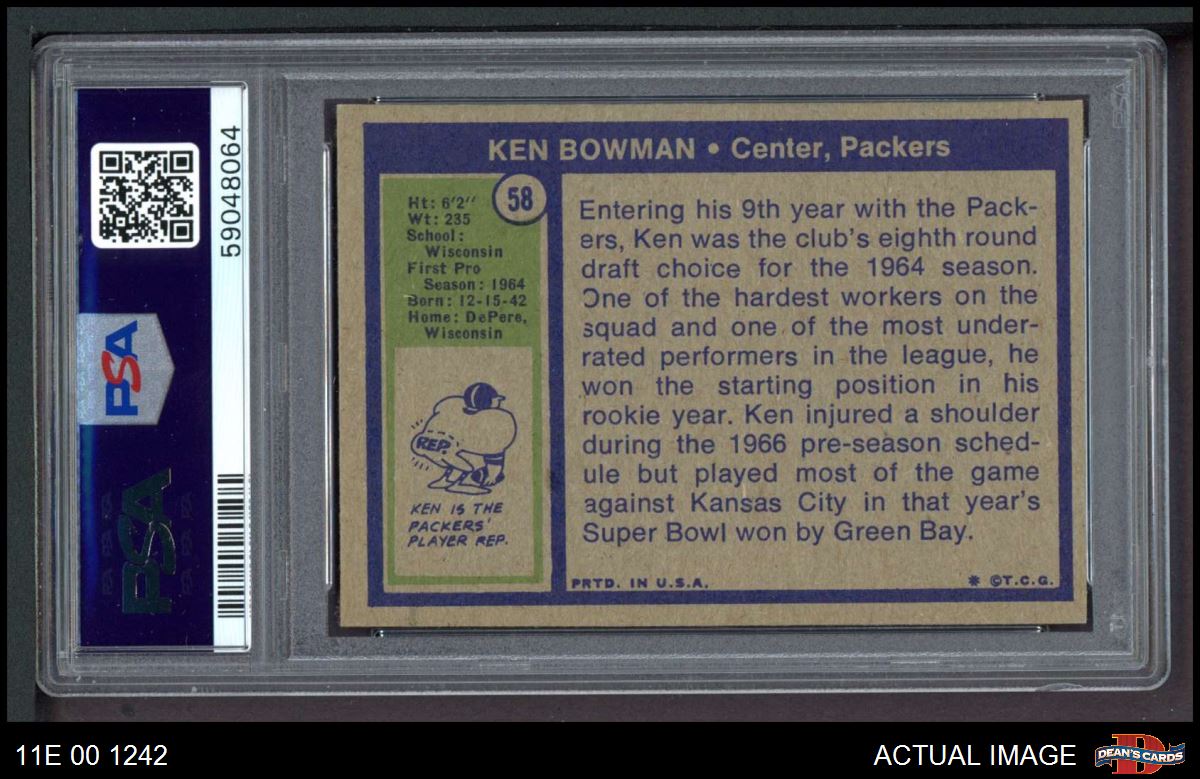 59048064
PSA
PSA
PSA
KEN BOWMAN • Center, Packers
58
Ht: 6'2"
Wt: 235
School:
Wisconsin
First Pro
Season: 1964
Born: 12-15-42
Home: DePere,
Wisconsin
REP.
KEN IS THE
PACKERS'
PLAYER REP.
Entering his 9th year with the Pack-
ers, Ken was the club's eighth round
draft choice for the 1964 season.
One of the hardest workers on the
squad and one of the most under-
rated performers in the league, he
won the starting position in his
rookie year. Ken injured a shoulder
during the 1966 pre-season sched-
ule but played most of the game
against Kansas City in that year's
Super Bowl won by Green Bay.
PRTD. IN U.S.A.
* ©T.C.G.
11E 00 1242
ACTUAL IMAGE
DEAN'S CARDS